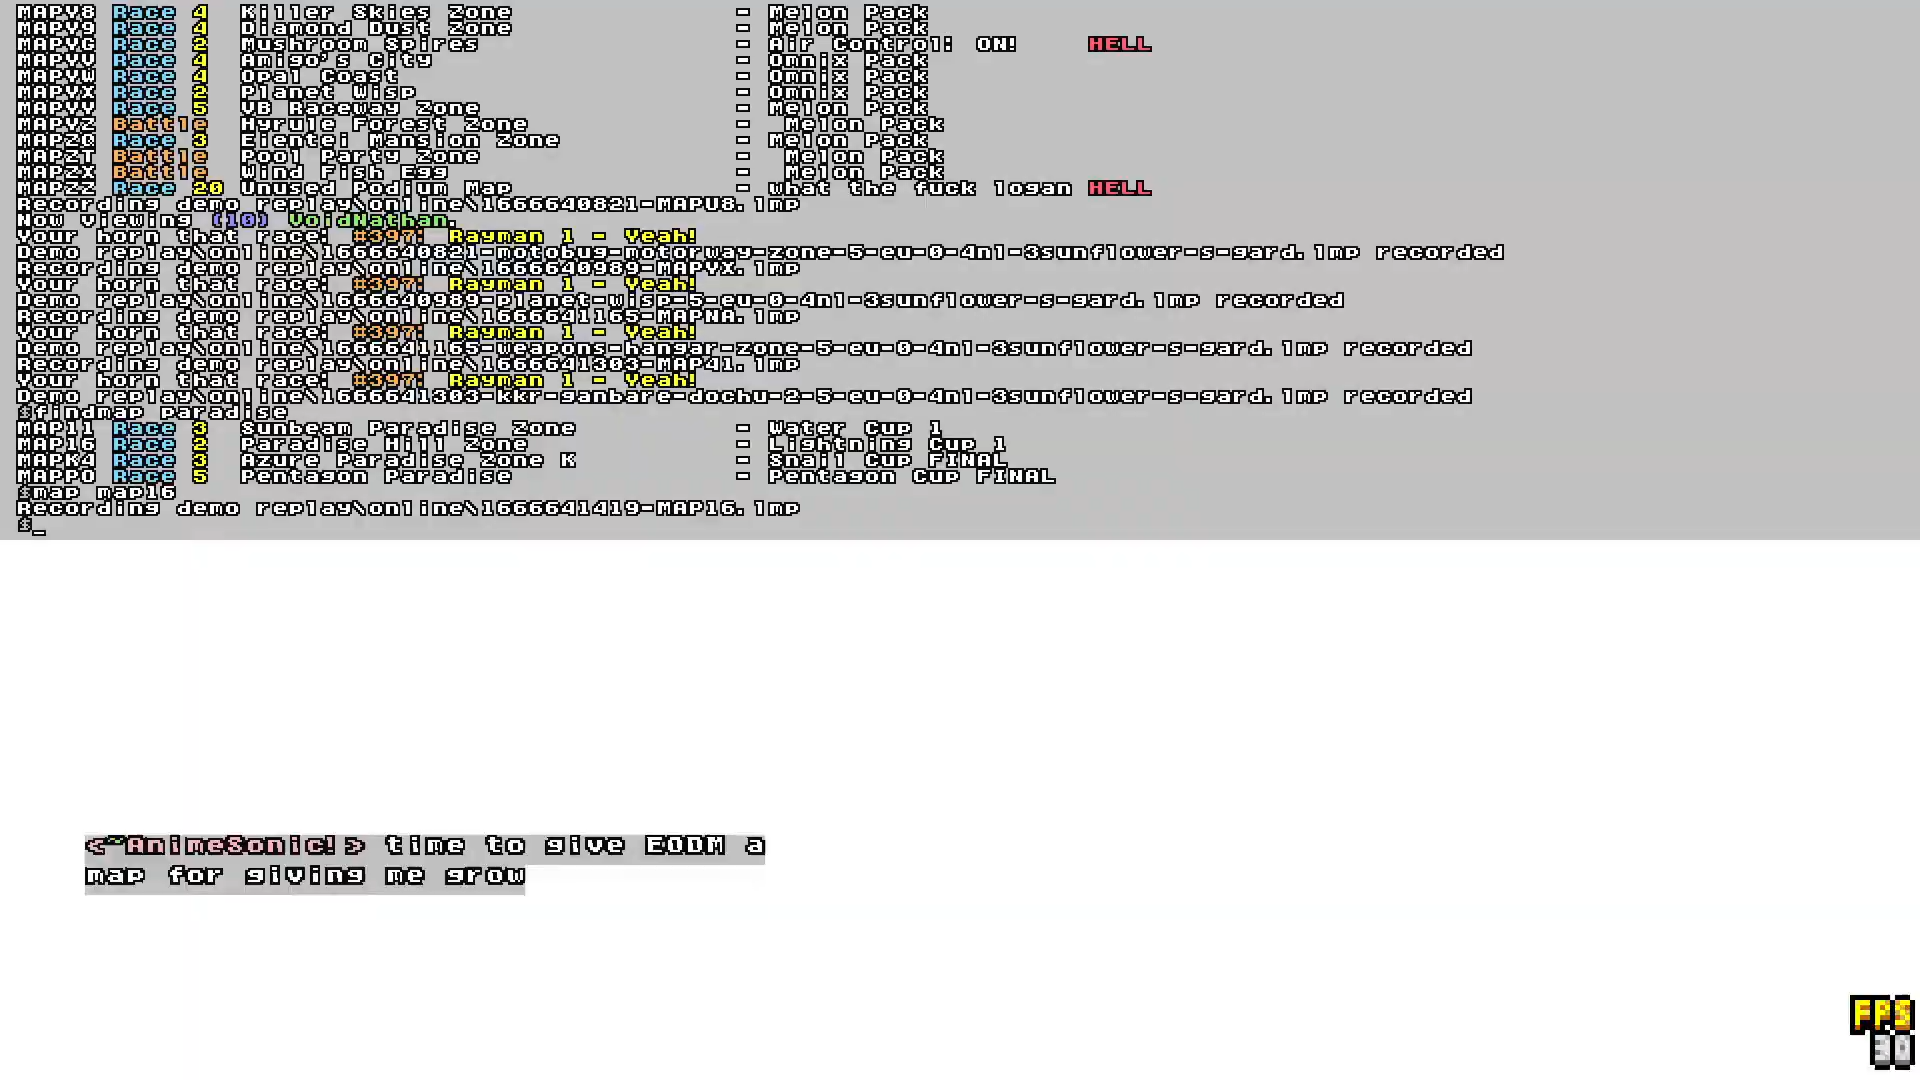 MAPY8 Race 4 Killer Skies Zone - Melon Pack
MAPY9 Race 4 Diamond Dust Zone - Melon Pack
MAPYG Race 2 Mushroom Spires - Air Control: ON! HELL
MAPYV Race 4 Amigo's City - Omnix Pack
MAPYW Race 4 Opal Coast - Omnix Pack
MAPYX Race 2 Planet Wisp - Omnix Pack
MAPYY Race 5 VB Raceway Zone - Melon Pack
MAPYZ Battle Hyrule Forest Zone - Melon Pack
MAPZQ Race 3 Elentei Mansion Zone - Melon Pack
MAPZT Battle Pool Party Zone - Melon Pack
MAPZX Battle Wind Fish Egg - Melon Pack
MAPZZ Race 20 Unused Podium Map - what the fuck logan HELL
Recording demo replay\online\1666640821-MAPU8.lmp
Now viewing (10) VoidNathan.
Your horn that race: #397: Rayman 1 - Yeah!
Demo replay\online\1666640821-motobug-motorway-zone-5-eu-0-4n1-3sunflower-s-gard.lmp recorded
Recording demo replay\online\1666640989-MAPYX.lmp
Your horn that race: #397: Rayman 1 - Yeah!
Demo replay\online\1666640989-planet-wisp-5-eu-0-4n1-3sunflower-s-gard.lmp recorded
Recording demo replay\online\1666641165-MAPNA.lmp
Your horn that race: #397: Rayman 1 - Yeah!
Demo replay\online\1666641165-weapons-hangar-zone-5-eu-0-4n1-3sunflower-s-gard.lmp recorded
Recording demo replay\online\1666641303-MAP41.lmp
Your horn that race: #397: Rayman 1 - Yeah!
Demo replay\online\1666641303-kkr-ganbare-dochu-2-5-eu-0-4n1-3sunflower-s-gard.lmp recorded
$findmap paradise
MAP11 Race 3 Sunbeam Paradise Zone - Water Cup 1
MAP16 Race 2 Paradise Hill Zone - Lightning Cup 1
MAPK4 Race 3 Azure Paradise Zone K - Snail Cup FINAL
MAPP0 Race 5 Pentagon Paradise - Pentagon Cup FINAL
$map map16
Recording demo replay\online\1666641419-MAP16.lmp
$_
<~AnimeSonic!> time to give EODM a
map for giving me grow
FPS
30